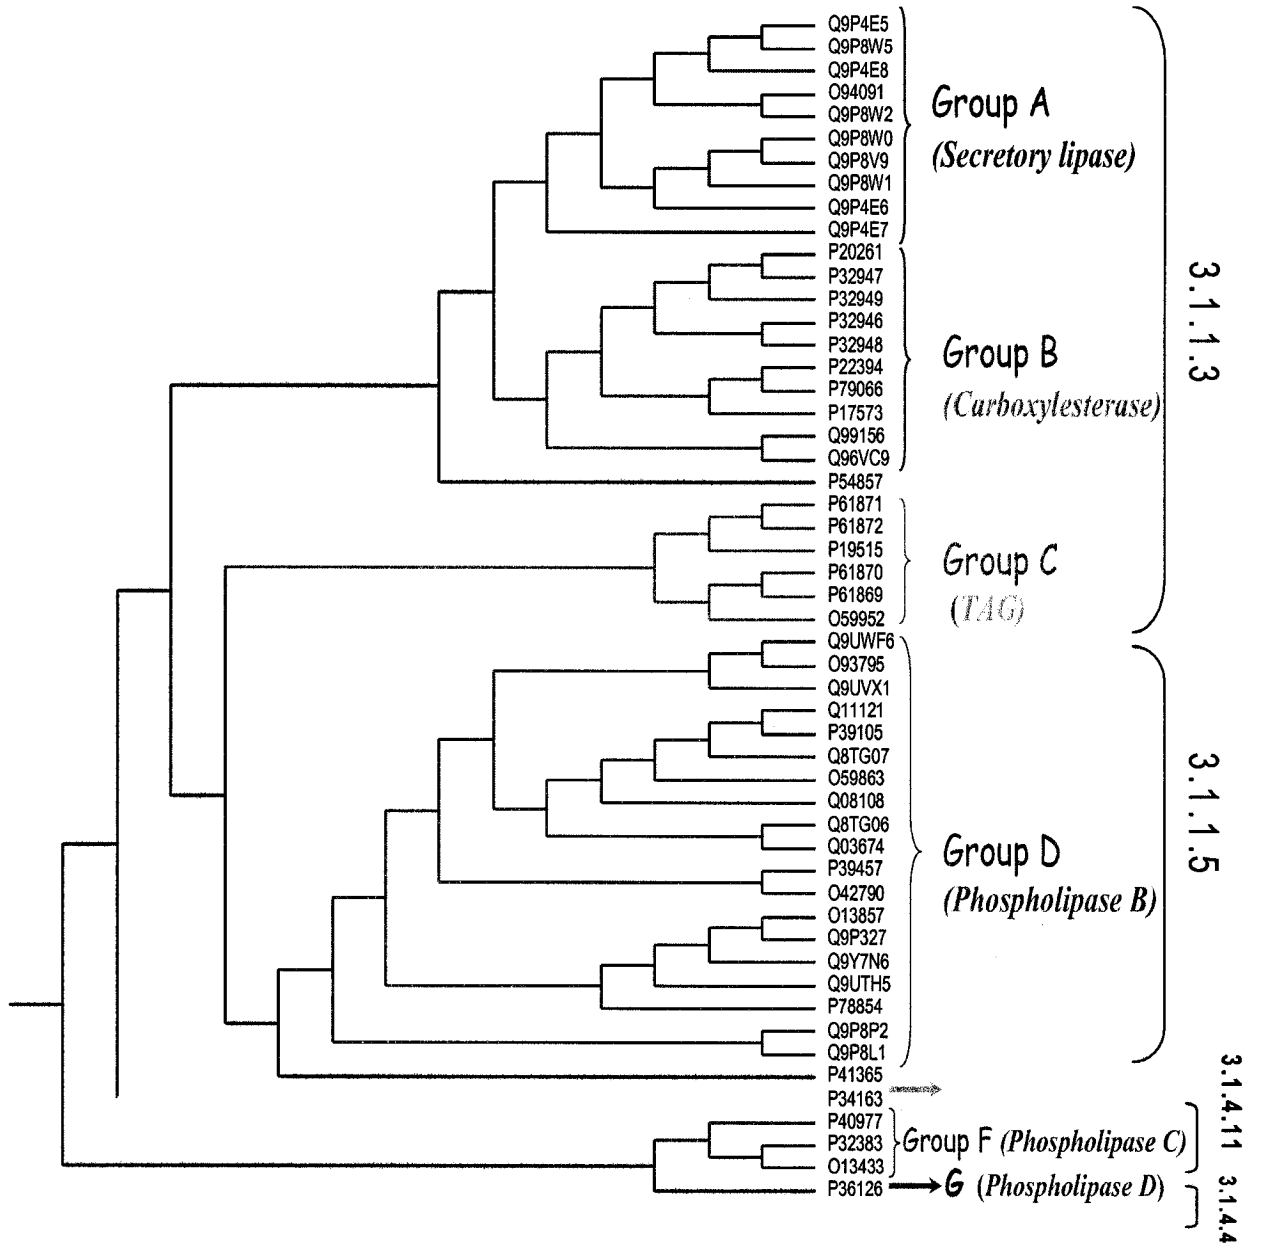 Q9P4E5
Q9P8W5
Q9P4E8
O94091
Q9P8W2
Q9P8W0
Q9P8V9
Q9P8W1
Q9P4E6
Q9P4E7
Group A
(Secretory lipase)
P20261
P32947
P32949
P32946
P32948
P22394
P79066
P17573
Q99156
Q96VC9
Group B
(Carboxylesterase)
P54857
P61871
P61872
P19515
P61870
P61869
O59952
Group C
(TAG)
3.1.1.3
Q9UWF6
O93795
Q9UVX1
Q11121
P39105
Q8TG07
O59863
Q08108
Q8TG06
Q03674
P39457
O42790
O13857
Q9P327
Q9Y7N6
Q9UTH5
P78854
Q9P8P2
Q9P8L1
Group D
(Phospholipase B)
3.1.1.5
P41365
P34163
P40977
P32383
O13433
Group F (Phospholipase C)
3.1.4.11
P36126
G (Phospholipase D)
3.1.4.4